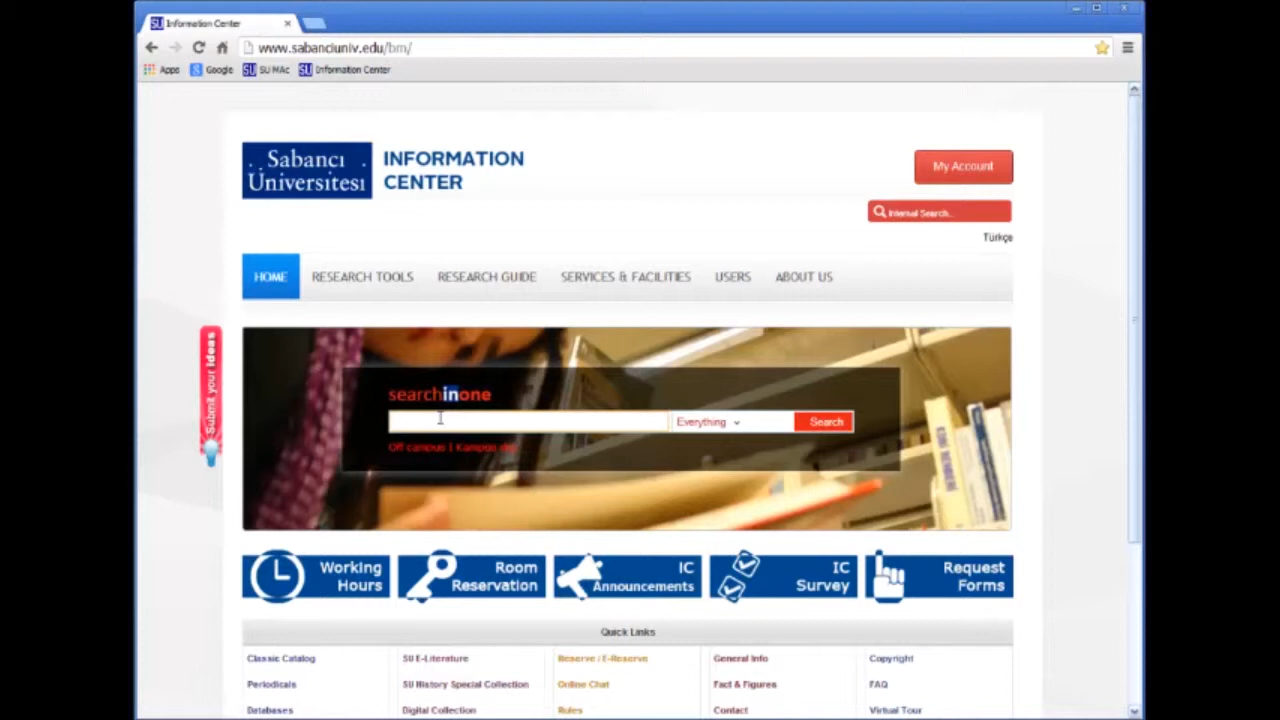 SU Information Center
www.sabanciuniv.edu/bm/
Apps Google SU MAc SU Information Center
Sabancı
Üniversitesi
INFORMATION
CENTER
My Account
Internal Search...
Türkçe
HOME RESEARCH TOOLS RESEARCH GUIDE SERVICES & FACILITIES USERS ABOUT US
Submit your ideas
searchinone
Everything Search
Off campus | Kampus dışı
Working
Hours
Room
Reservation
IC
Announcements
IC
Survey
Request
Forms
Quick Links
Classic Catalog SU E-Literature Reserve / E-Reserve General Info Copyright
Periodicals SU History Special Collection Online Chat Fact & Figures FAQ
Databases Digital Collection Rules Contact Virtual Tour